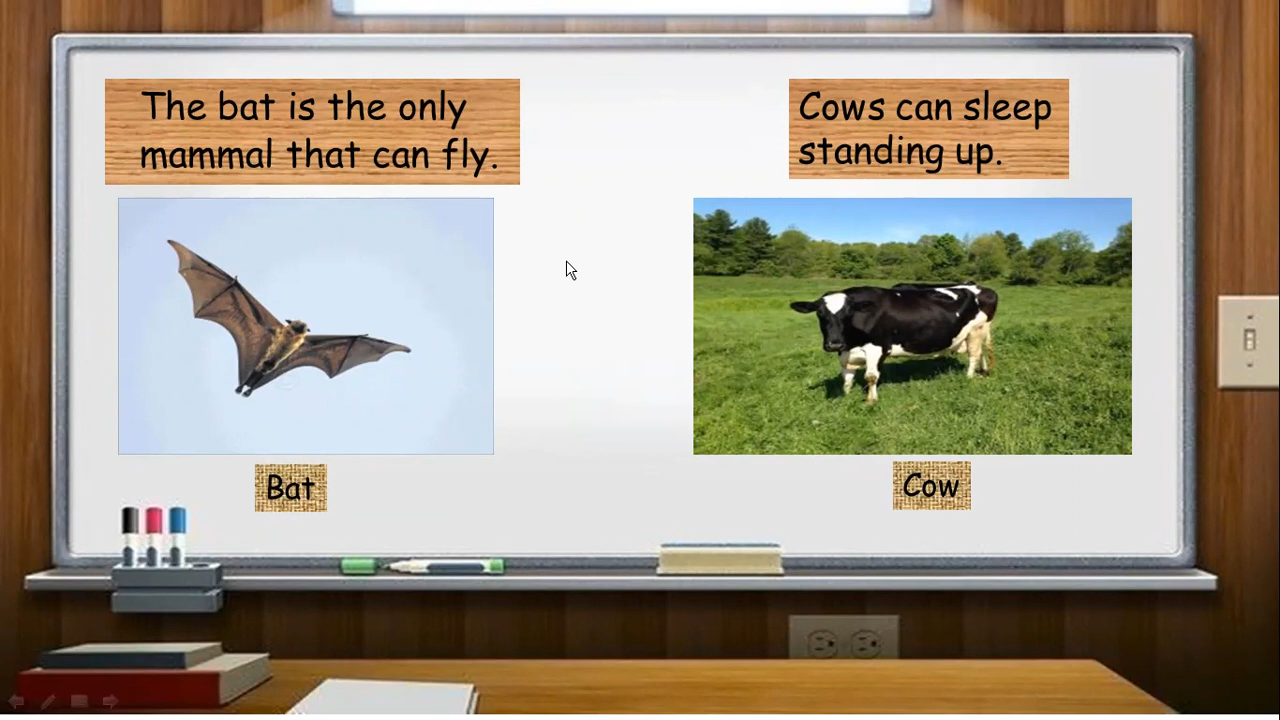 The bat is the only
mammal that can fly.
Cows can sleep
standing up.
Bat
Cow